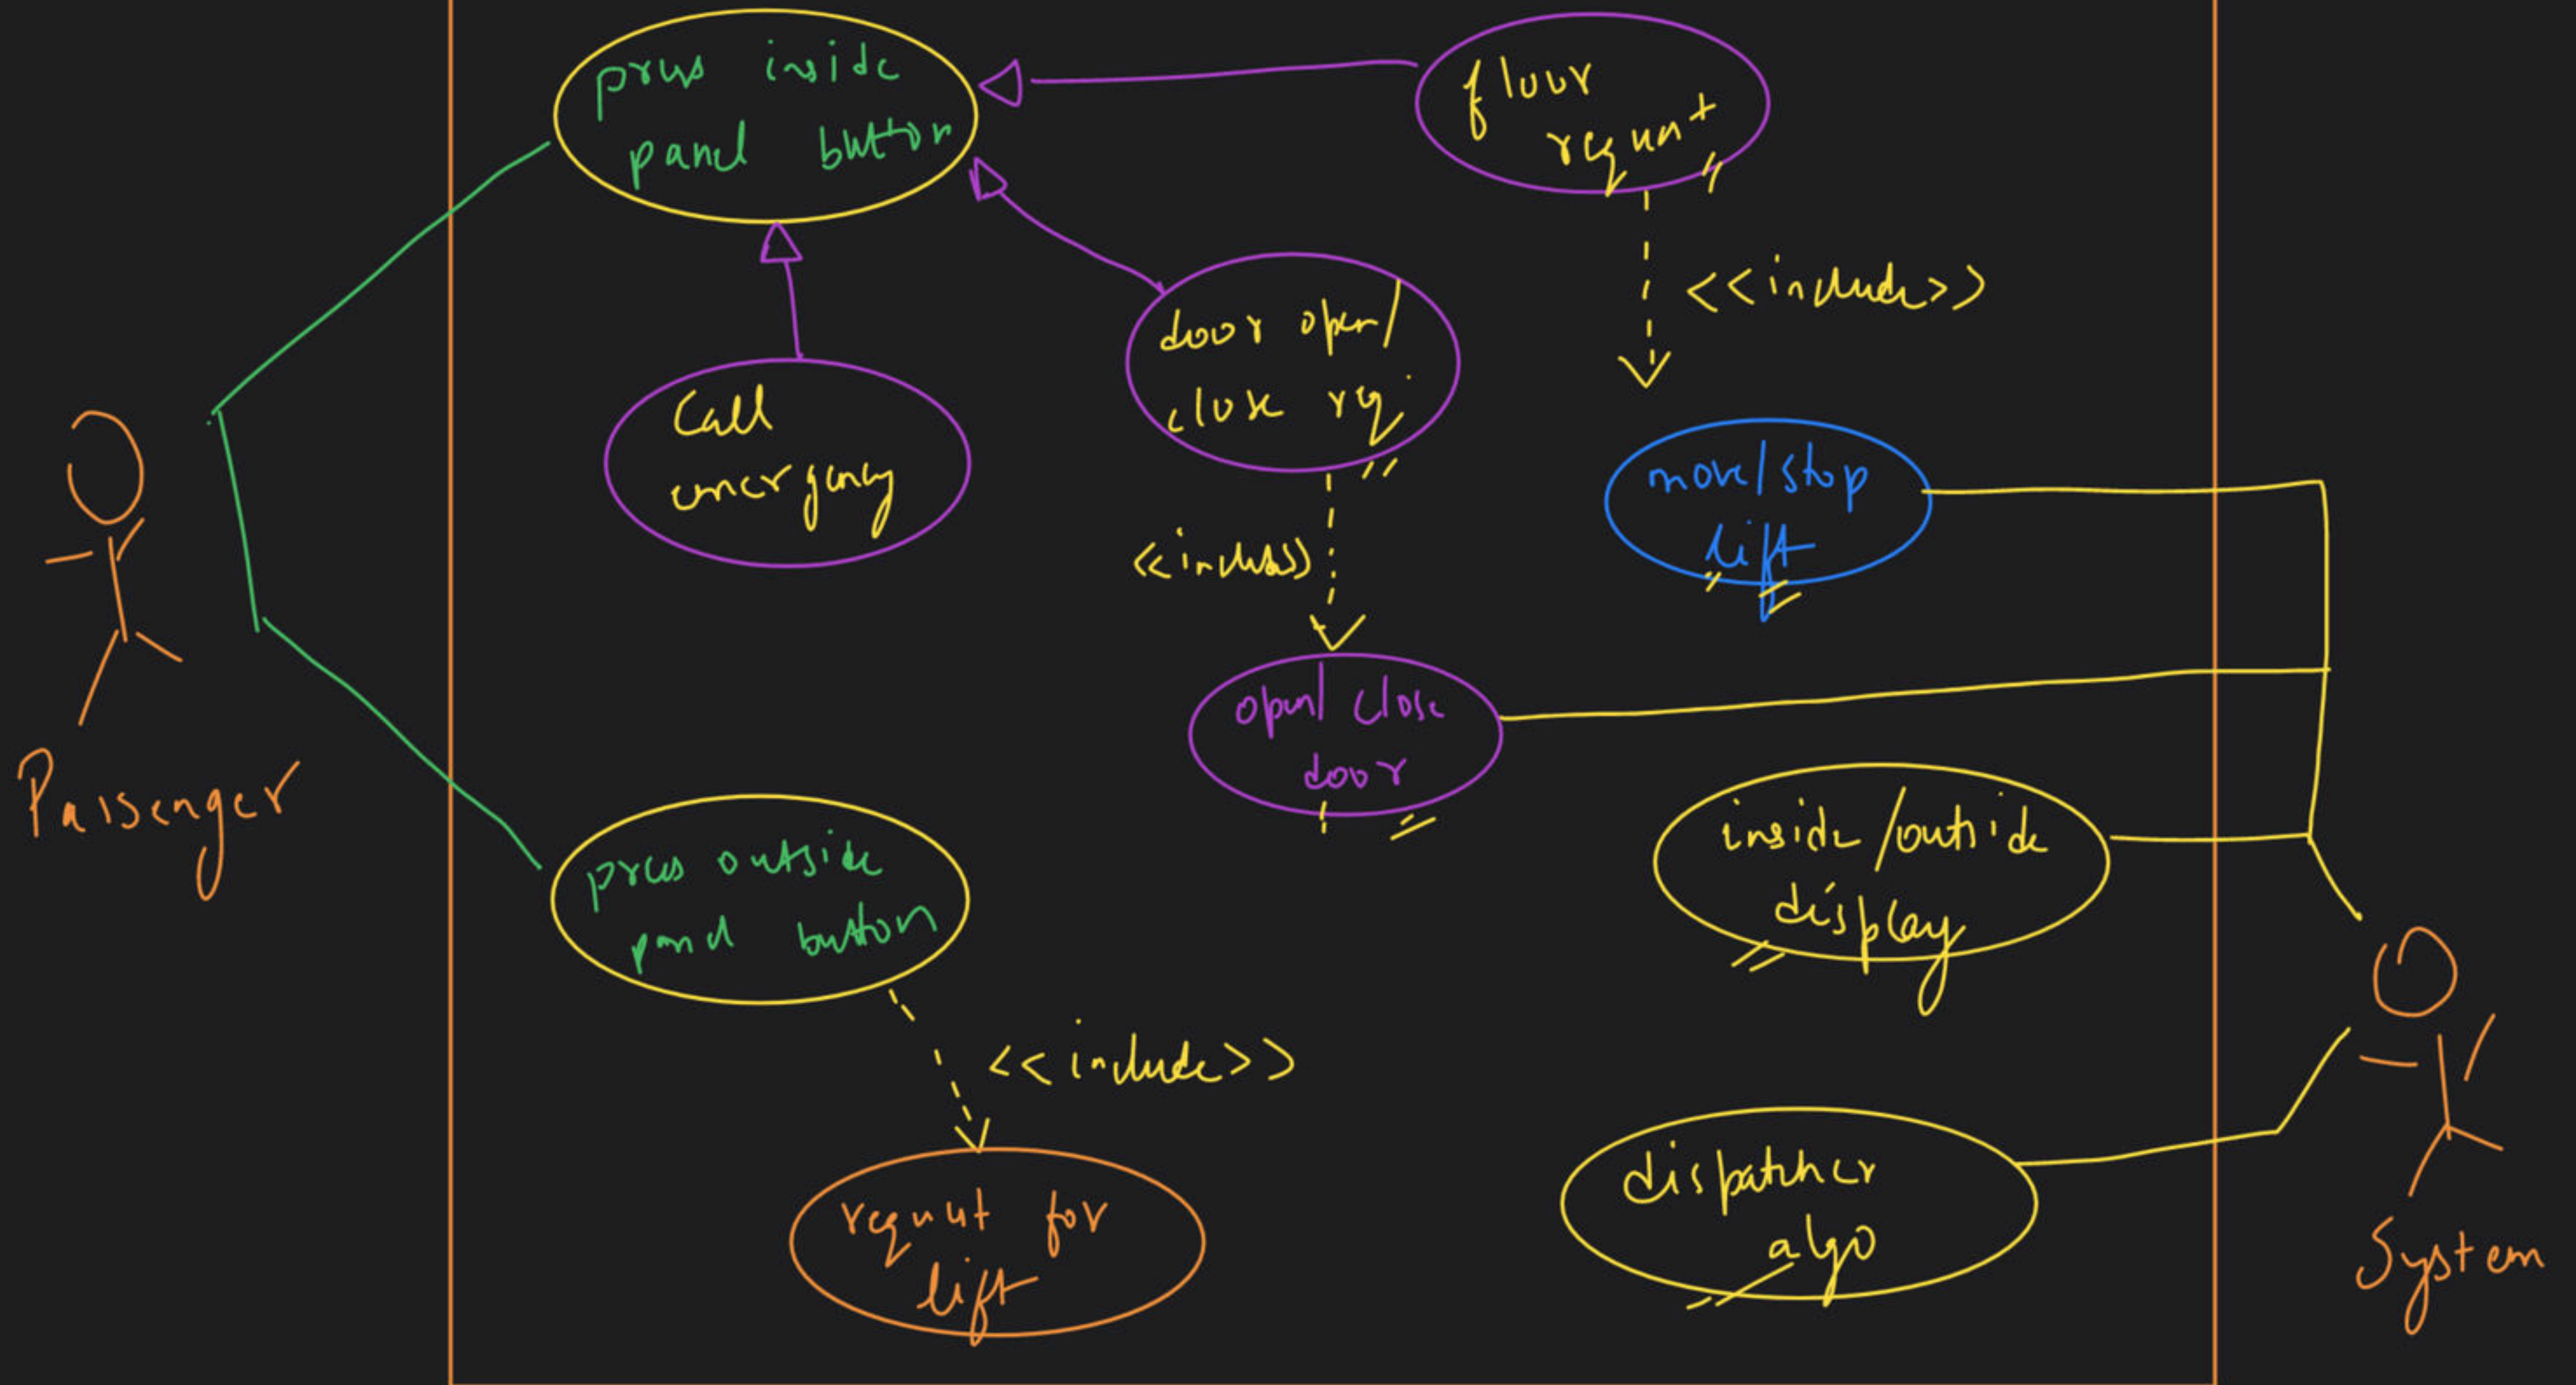 press inside
panel button
floor
request
<<include>>
door open/
close req.
Call
emergency
move/stop
lift
<<include>>
open/close
door
Passenger
inside/outside
display
press outside
panel button
<<include>>
dispatcher
algo
request for
lift
System